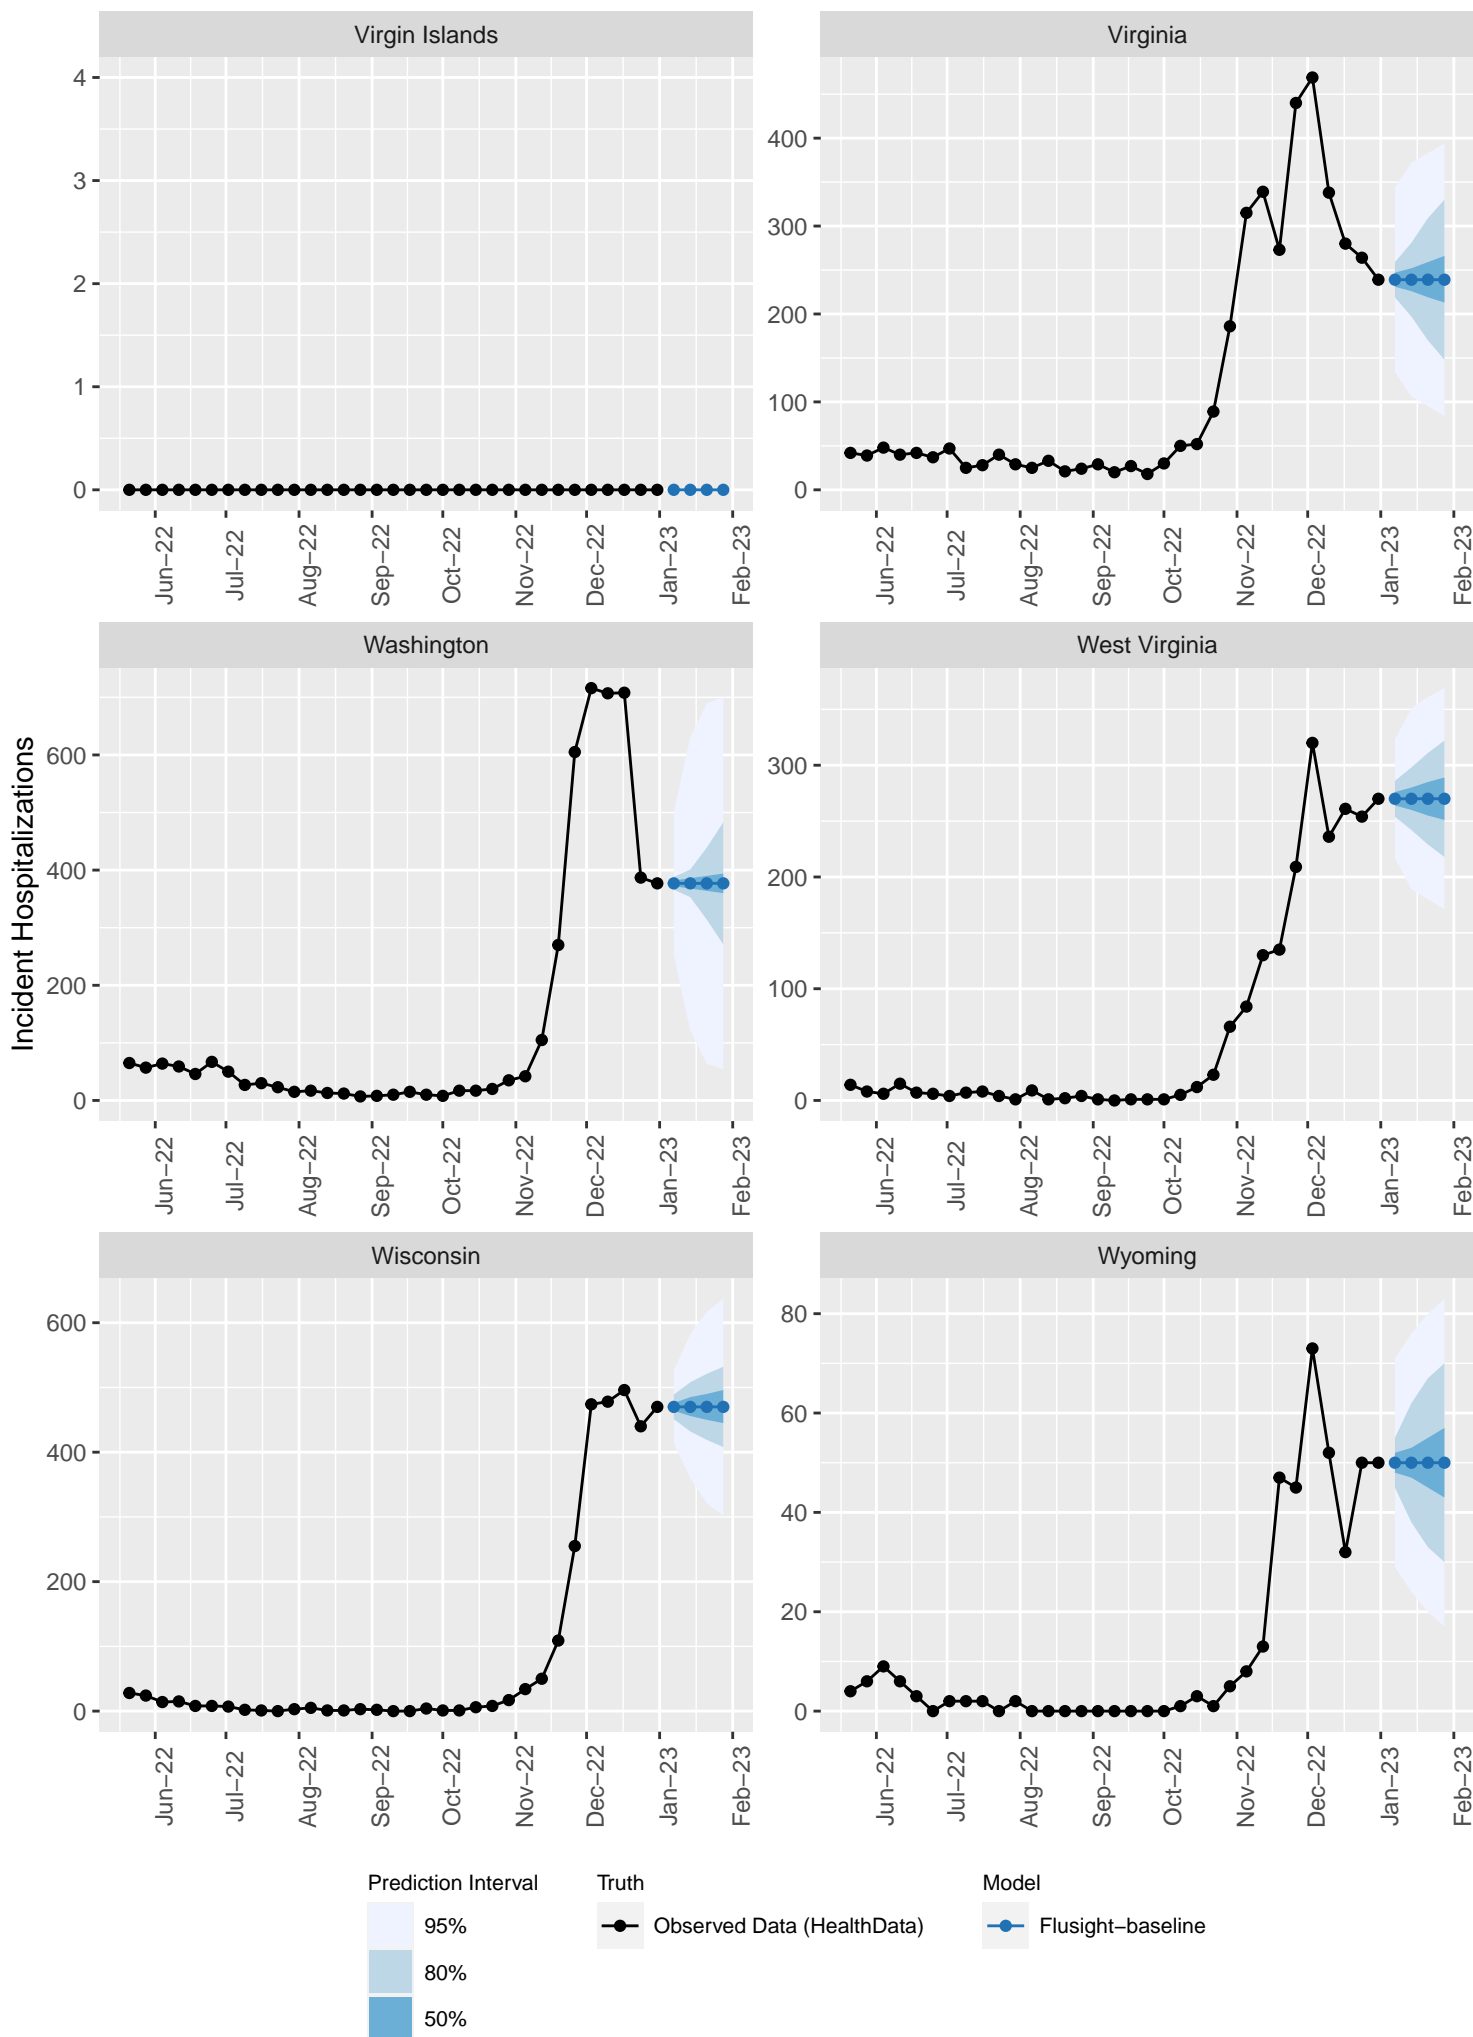 Virgin Islands
Virginia
4
3
2
1
0
400
300
200
100
0
Jun−22
Jul−22
Aug−22
Sep−22
Oct−22
Nov−22
Dec−22
Jan−23
Feb−23
Jun−22
Jul−22
Aug−22
Sep−22
Oct−22
Nov−22
Dec−22
Jan−23
Feb−23
Incident Hospitalizations
Washington
West Virginia
600
400
200
0
300
200
100
0
Jun−22
Jul−22
Aug−22
Sep−22
Oct−22
Nov−22
Dec−22
Jan−23
Feb−23
Jun−22
Jul−22
Aug−22
Sep−22
Oct−22
Nov−22
Dec−22
Jan−23
Feb−23
Wisconsin
Wyoming
600
400
200
0
80
60
40
20
0
Jun−22
Jul−22
Aug−22
Sep−22
Oct−22
Nov−22
Dec−22
Jan−23
Feb−23
Jun−22
Jul−22
Aug−22
Sep−22
Oct−22
Nov−22
Dec−22
Jan−23
Feb−23
Prediction Interval
95%
80%
50%
Truth
Observed Data (HealthData)
Model
Flusight−baseline